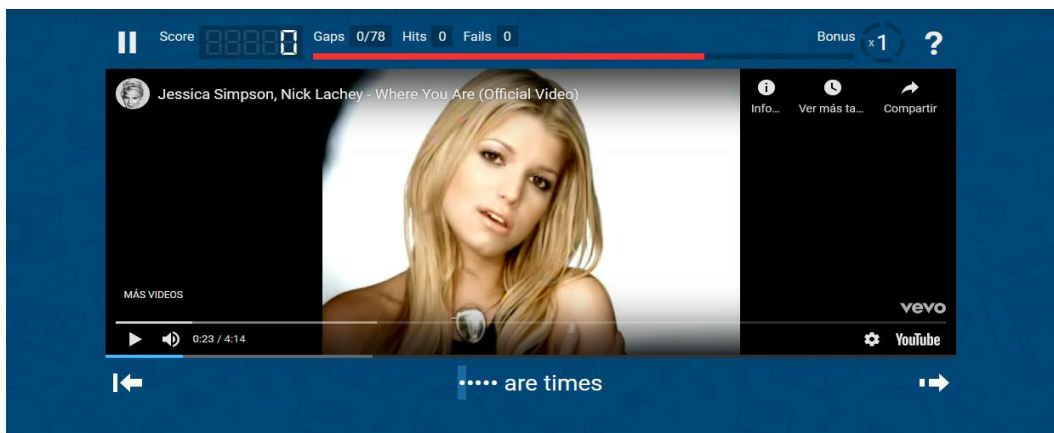 Score 0 Gaps 0/78 Hits 0 Fails 0 Bonus x1 ?
Jessica Simpson, Nick Lachey - Where You Are (Official Video)
Info... Ver más ta... Compartir
MÁS VIDEOS
vevo
0:23 / 4:14 YouTube
••••• are times